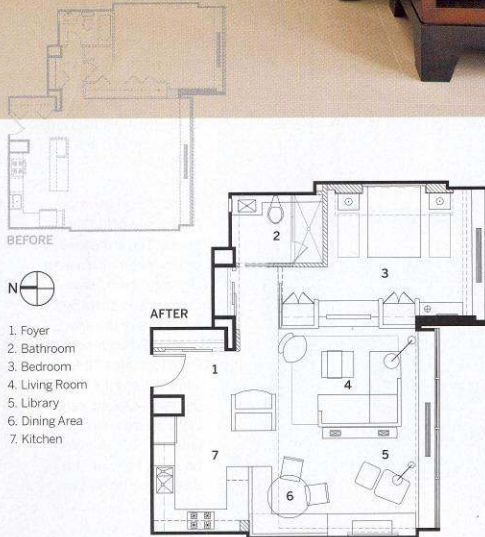 BEFORE
N
1. Foyer
2. Bathroom
3. Bedroom
4. Living Room
5. Library
6. Dining Area
7. Kitchen
AFTER
2
3
1
4
7
5
6